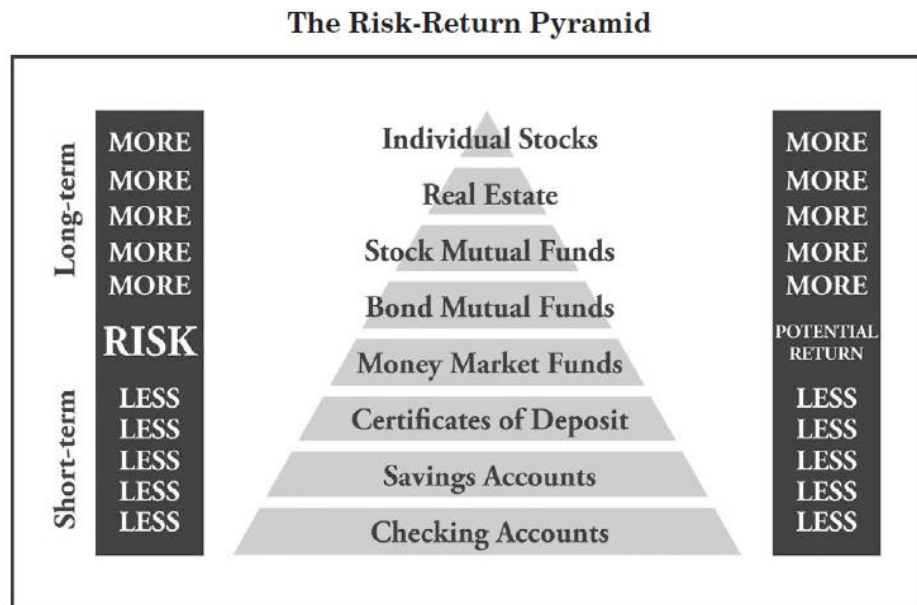 The Risk-Return Pyramid
Long-term
MORE
MORE
MORE
MORE
MORE
RISK
Short-term
LESS
LESS
LESS
LESS
LESS
Individual Stocks
Real Estate
Stock Mutual Funds
Bond Mutual Funds
Money Market Funds
Certificates of Deposit
Savings Accounts
Checking Accounts
MORE
MORE
MORE
MORE
MORE
POTENTIAL
RETURN
LESS
LESS
LESS
LESS
LESS